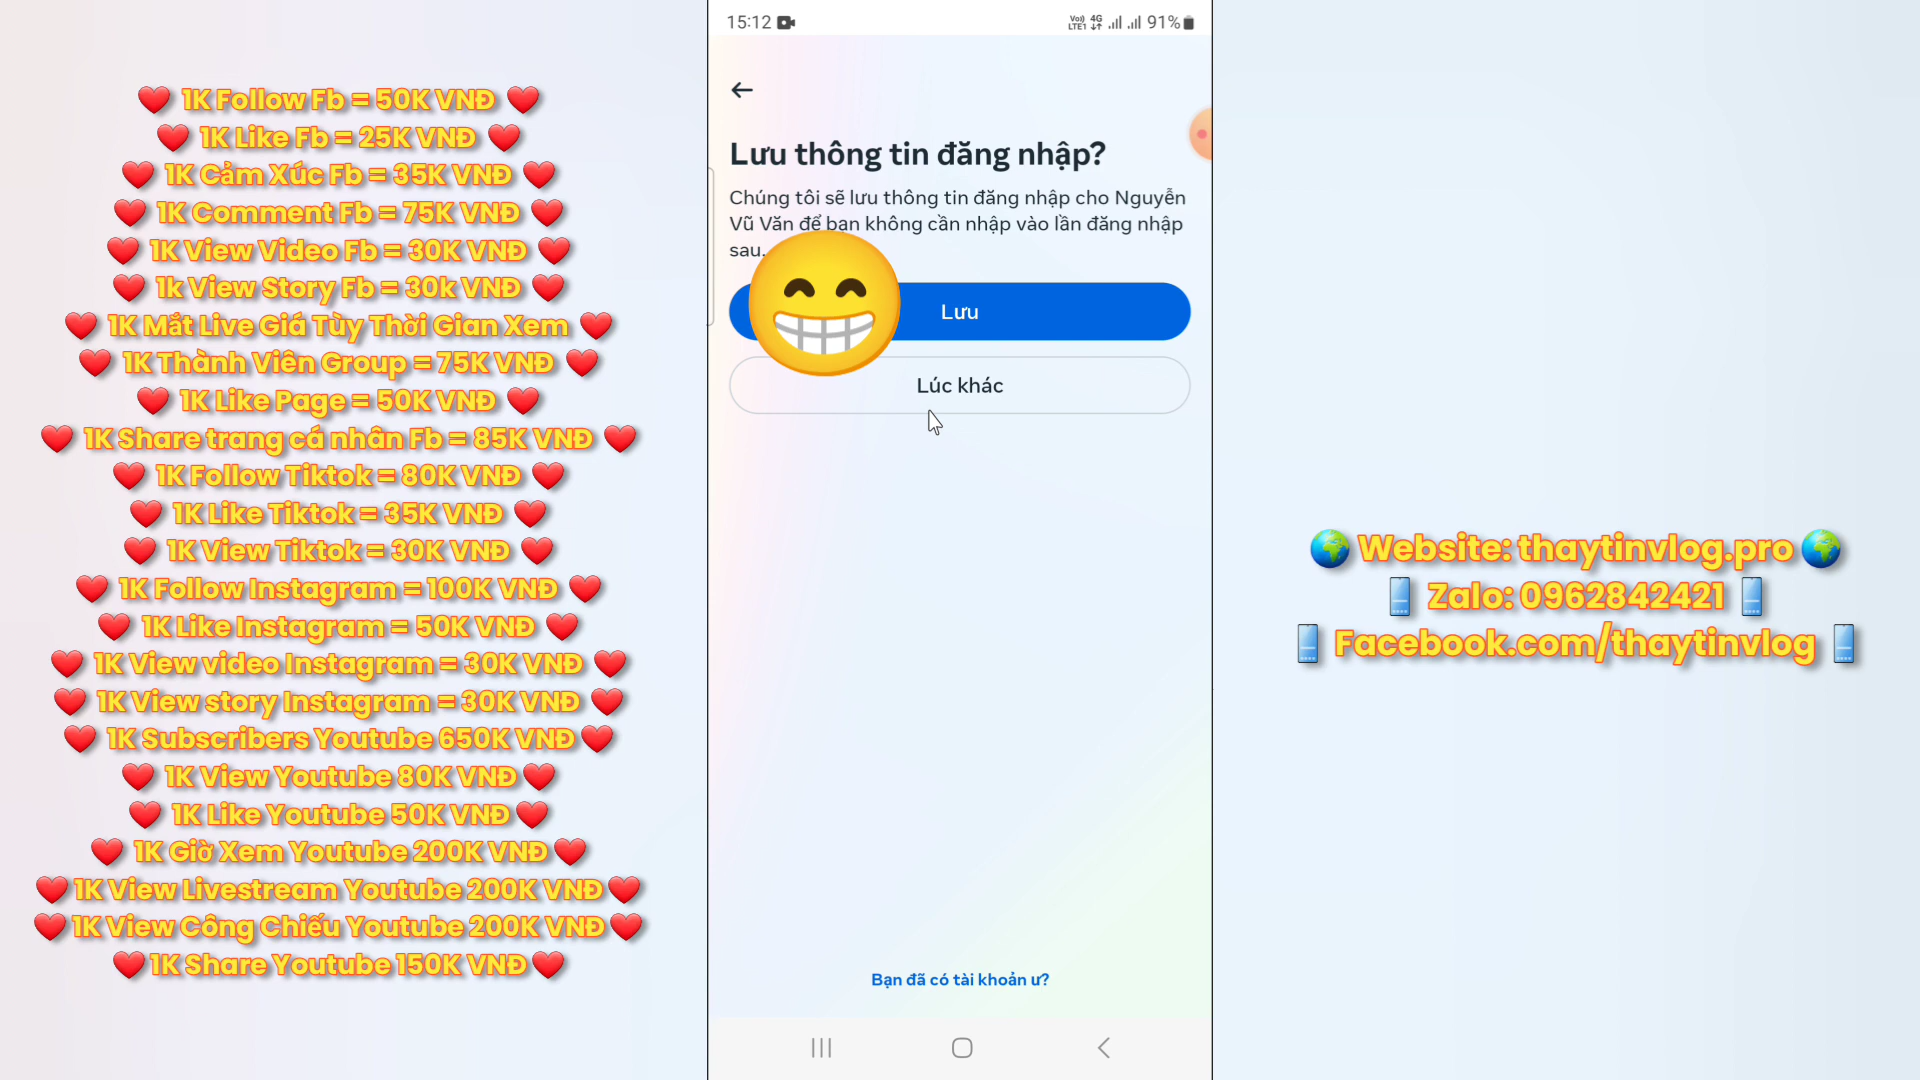 1K Follow Fb = 50K VNĐ
1K Like Fb = 25K VNĐ
1K Cảm Xúc Fb = 35K VNĐ
1K Comment Fb = 75K VNĐ
1K View Video Fb = 30K VNĐ
1k View Story Fb = 30k VNĐ
1K Mắt Live Giá Tùy Thời Gian Xem
1K Thành Viên Group = 75K VNĐ
1K Like Page = 50K VNĐ
1K Share trang cá nhân Fb = 85K VNĐ
1K Follow Tiktok = 80K VNĐ
1K Like Tiktok = 35K VNĐ
1K View Tiktok = 30K VNĐ
1K Follow Instagram = 100K VNĐ
1K Like Instagram = 50K VNĐ
1K View video Instagram = 30K VNĐ
1K View story Instagram = 30K VNĐ
1K Subscribers Youtube 650K VNĐ
1K View Youtube 80K VNĐ
1K Like Youtube 50K VNĐ
1K Giờ Xem Youtube 200K VNĐ
1K View Livestream Youtube 200K VNĐ
1K View Công Chiếu Youtube 200K VNĐ
1K Share Youtube 150K VNĐ
15:12 Vo)) LTE1 4G 91%
Lưu thông tin đăng nhập?
Chúng tôi sẽ lưu thông tin đăng nhập cho Nguyễn
Vũ Văn để bạn không cần nhập vào lần đăng nhập
sau.
Lưu
Lúc khác
Bạn đã có tài khoản ư?
Website: thaytinvlog.pro
Zalo: 0962842421
Facebook.com/thaytinvlog